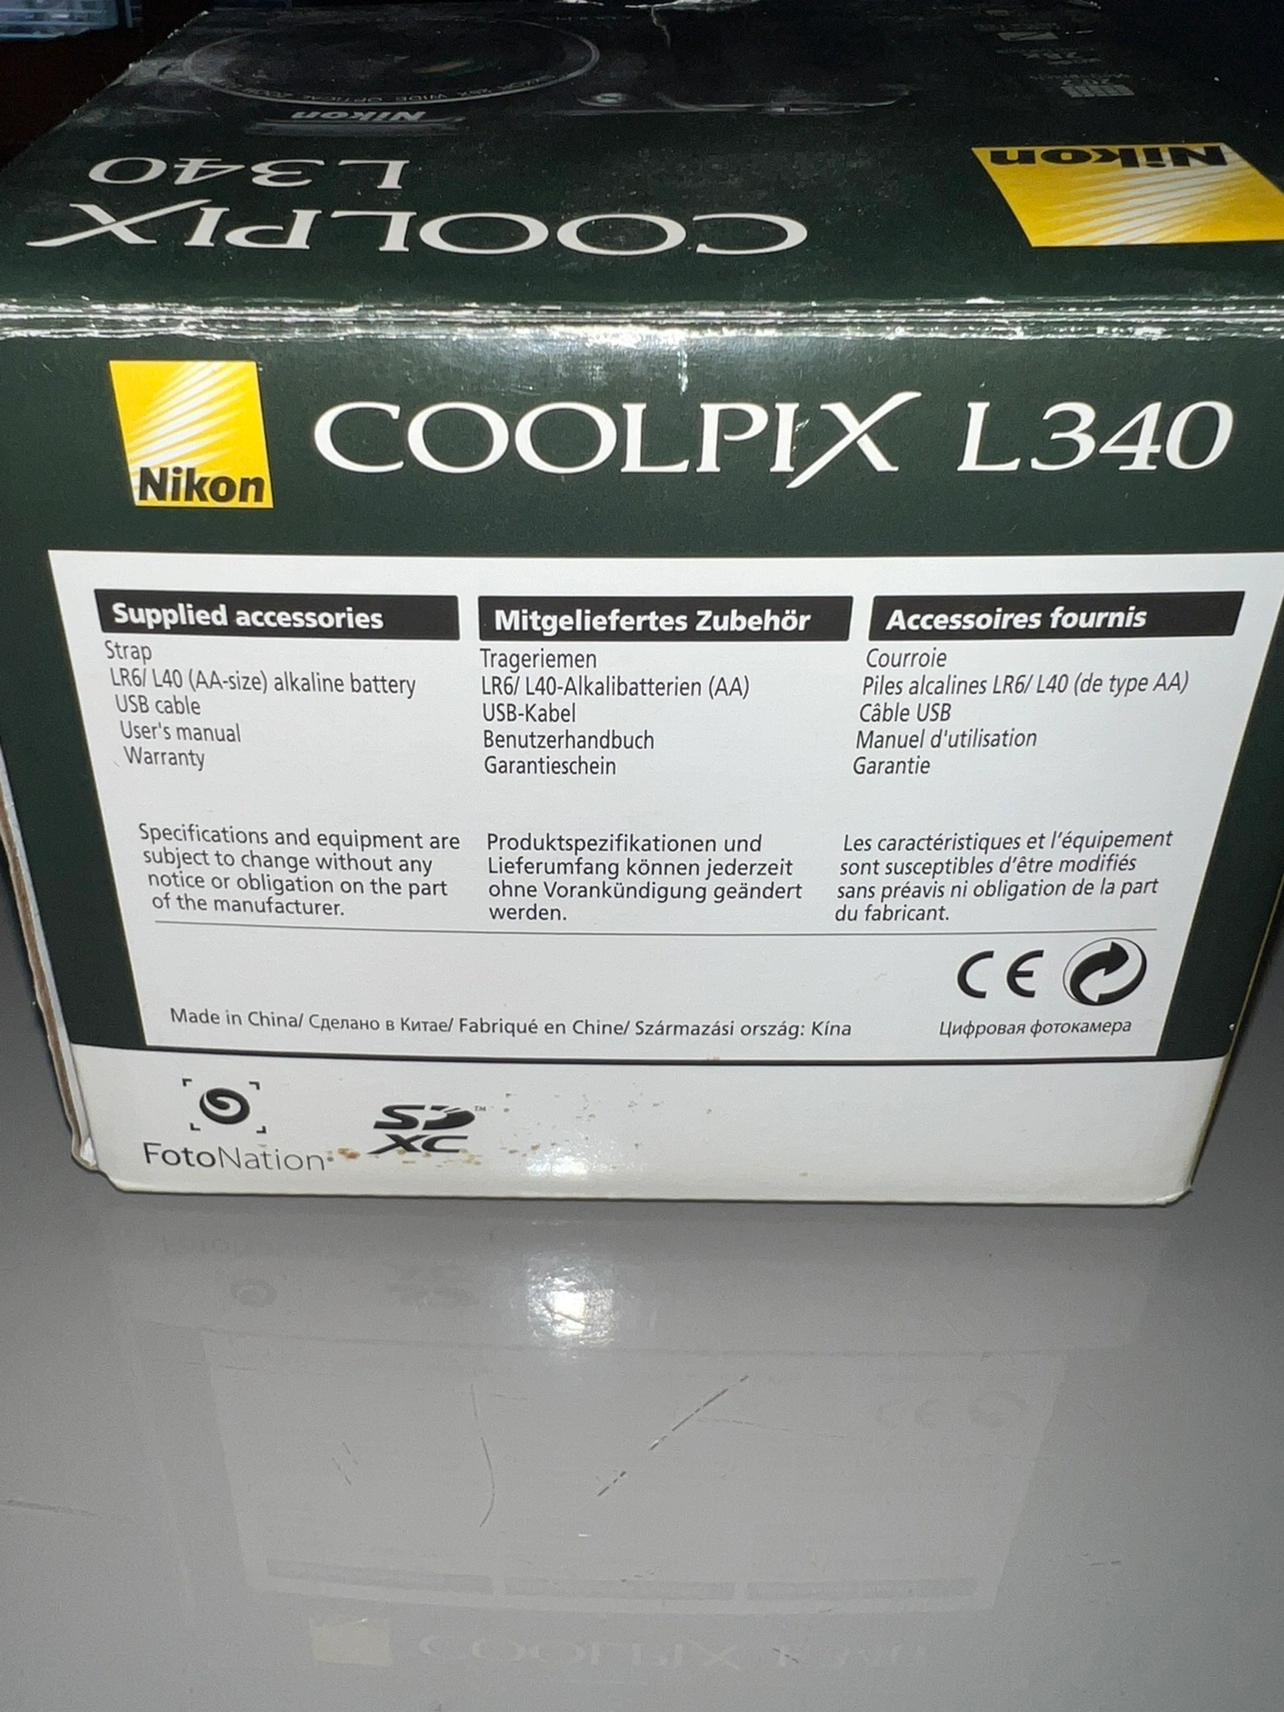 Nikon
L340
COOLPIX
Nikon
Nikon
COOLPIX L340
Supplied accessories
Strap
LR6/ L40 (AA-size) alkaline battery
USB cable
User's manual
Warranty
Specifications and equipment are
subject to change without any
notice or obligation on the part
of the manufacturer.
Mitgeliefertes Zubehör
Trageriemen
LR6/ L40-Alkalibatterien (AA)
USB-Kabel
Benutzerhandbuch
Garantieschein
Produktspezifikationen und
Lieferumfang können jederzeit
ohne Vorankündigung geändert
werden.
Accessoires fournis
Courroie
Piles alcalines LR6/ L40 (de type AA)
Câble USB
Manuel d'utilisation
Garantie
Les caractéristiques et l'équipement
sont susceptibles d'être modifiés
sans préavis ni obligation de la part
du fabricant.
CE
Made in China/ Сделано в Китае/ Fabriqué en Chine/ Származási ország: Kína
Цифровая фотокамера
FotoNation
SD™
XC